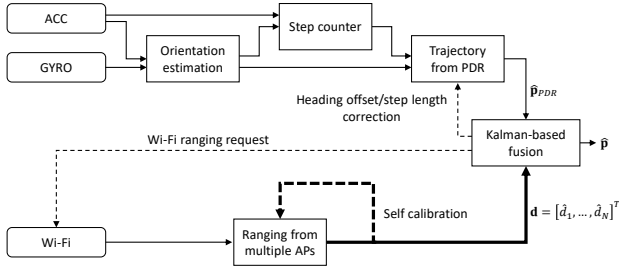 ACC
Step counter
GYRO
Orientation
estimation
Trajectory
from PDR
p̂_PDR
Heading offset/step length
correction
Wi-Fi ranging request
Kalman-based
fusion
p̂
Self calibration
d = [d̂_1, …, d̂_N]^T
Wi-Fi
Ranging from
multiple APs